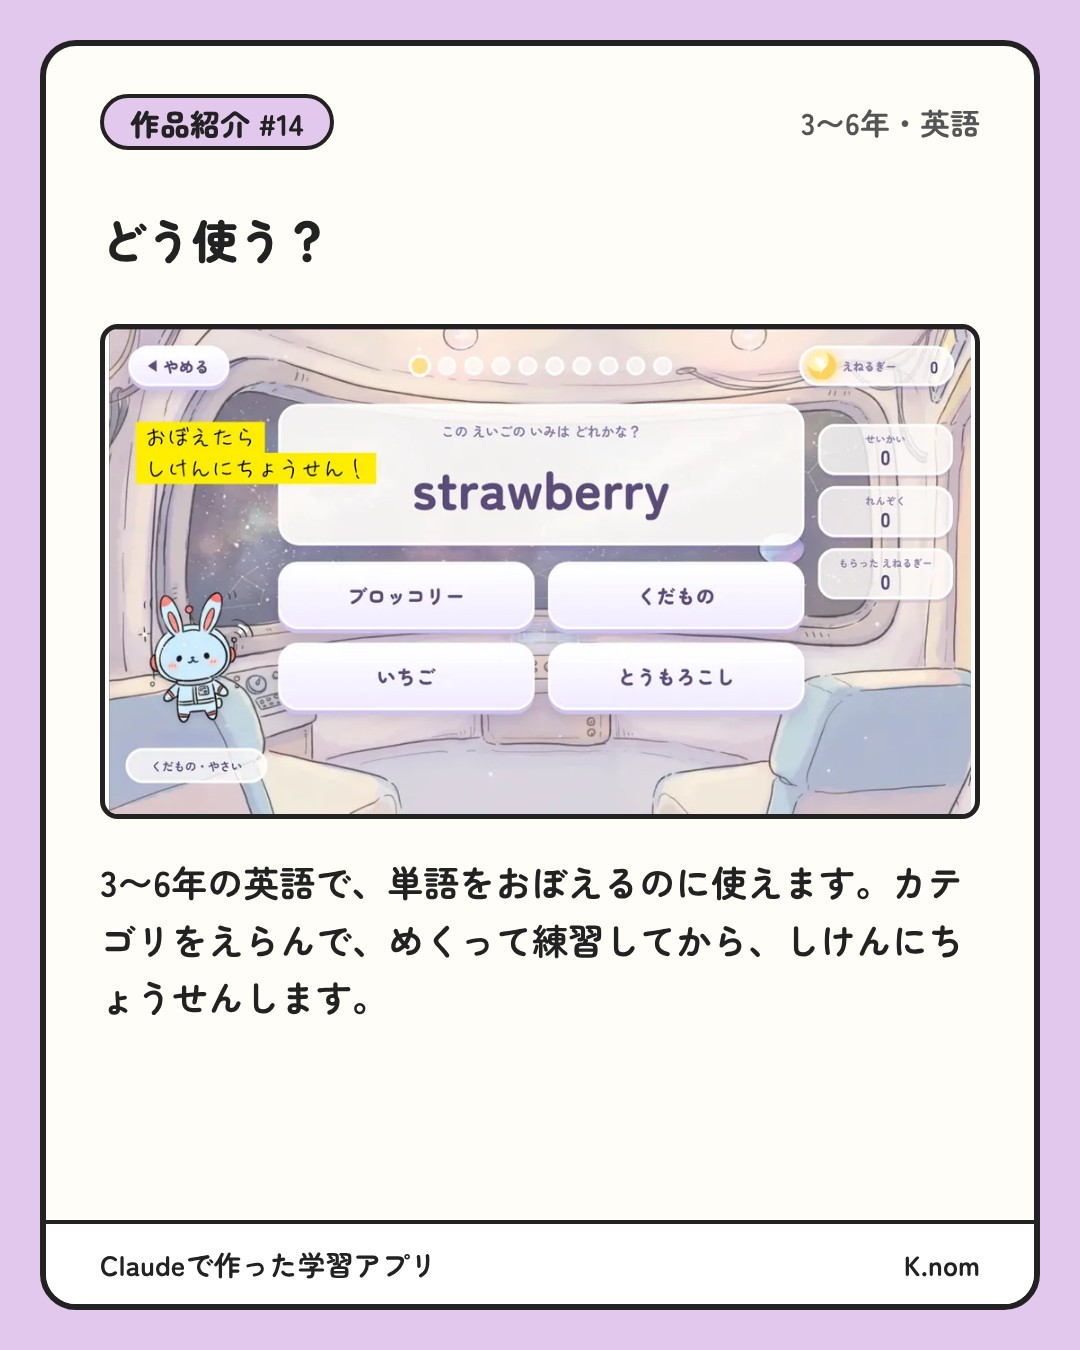 作品紹介 #14
3〜6年・英語
どう使う？
やめる
えねるぎー 0
おぼえたら
しけんにちょうせん！
この えいごの いみは どれかな？
strawberry
せいかい
0
れんぞく
0
もらった えねるぎー
0
ブロッコリー
くだもの
いちご
とうもろこし
くだもの・やさい
3〜6年の英語で、単語をおぼえるのに使えます。カテ
ゴリをえらんで、めくって練習してから、しけんにち
ょうせんします。
Claudeで作った学習アプリ
K.nom